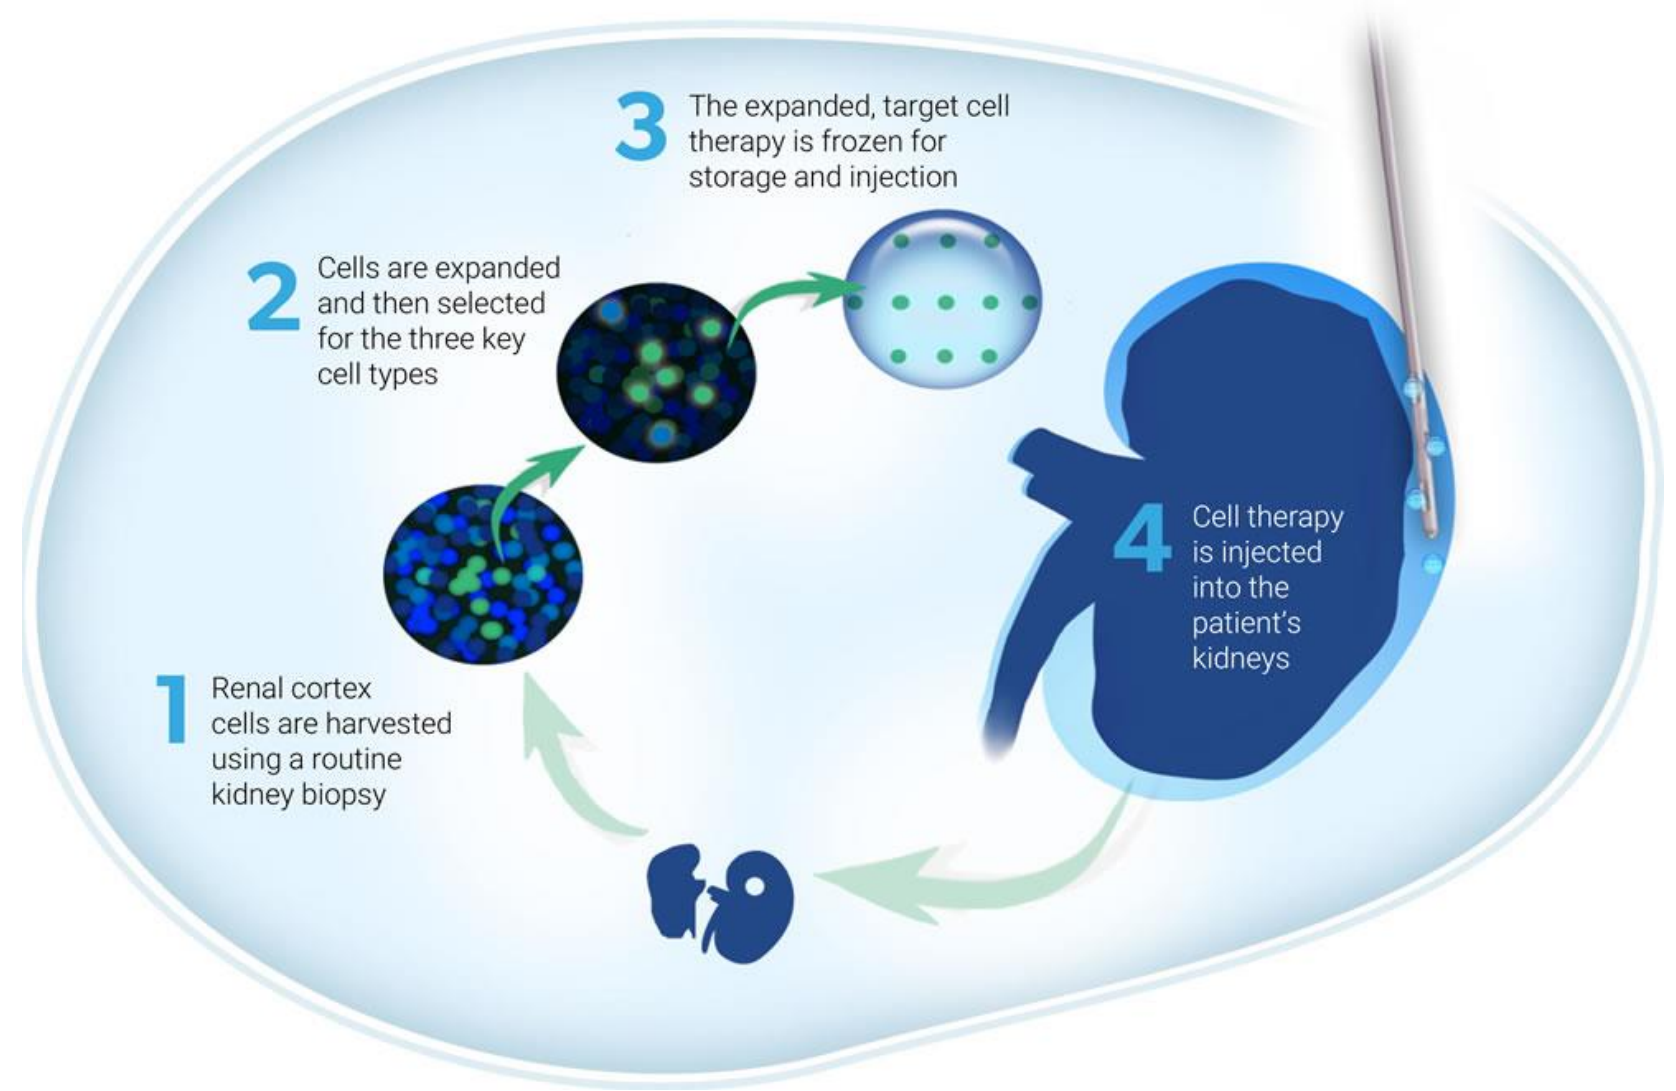 1
Renal cortex
cells are harvested
using a routine
kidney biopsy
2
Cells are expanded
and then selected
for the three key
cell types
3
The expanded, target cell
therapy is frozen for
storage and injection
4
Cell therapy
is injected
into the
patient's
kidneys